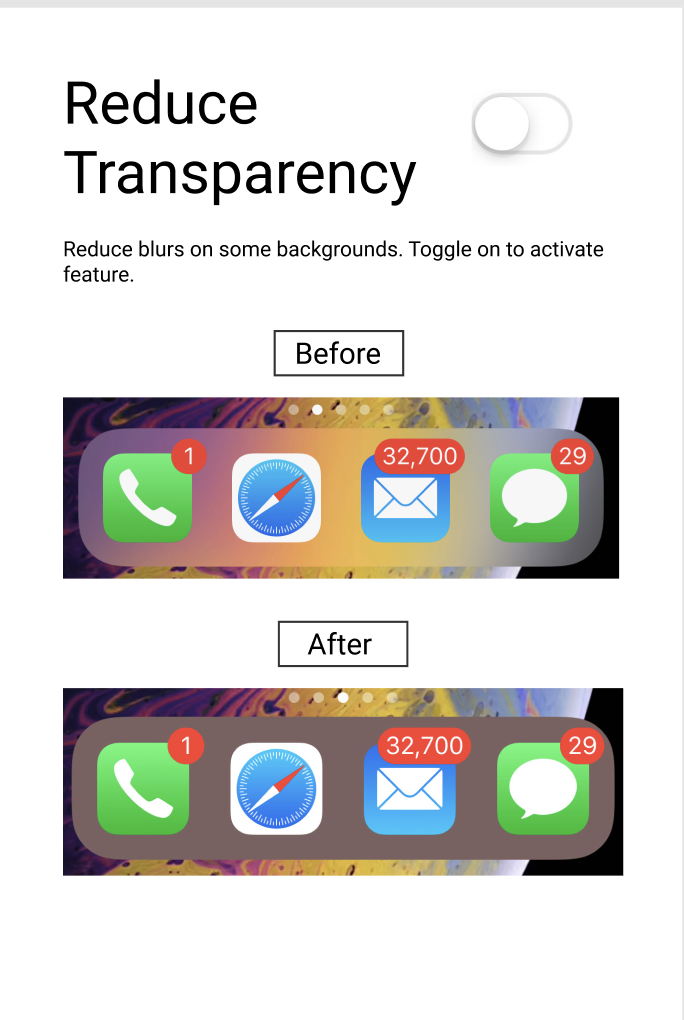 Reduce
Transparency
Reduce blurs on some backgrounds. Toggle on to activate
feature.
Before
1
32,700
29
After
1
32,700
29